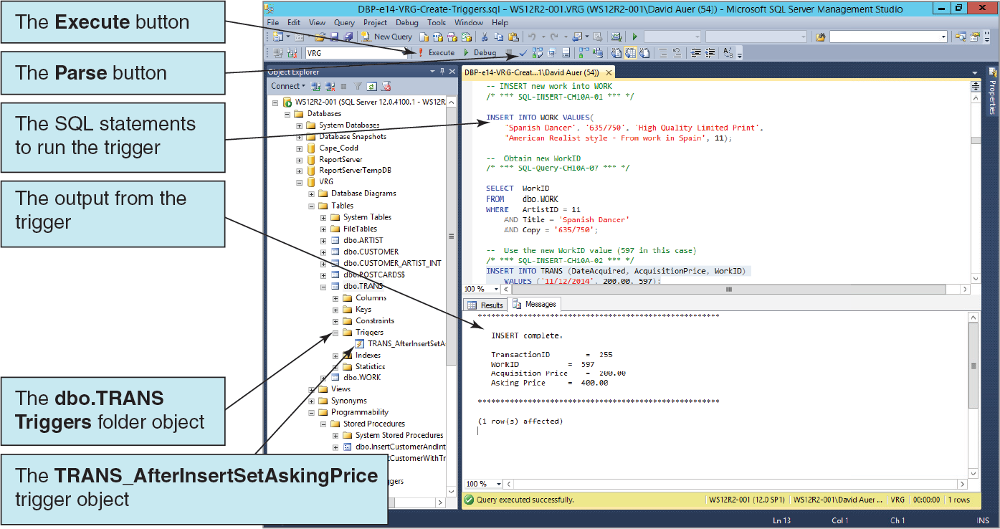 The Execute button
The Parse button
The SQL statements
to run the trigger
The output from the
trigger
The dbo.TRANS
Triggers folder object
The TRANS_AfterInsertSetAskingPrice
trigger object
DBP-e14-VRG-Create-Triggers.sql - WS12R2-001.VRG (WS12R2-001\David Auer (54)) - Microsoft SQL Server Management Studio
File Edit View Query Project Debug Tools Window Help
New Query
VRG Execute Debug
Object Explorer
Connect
WS12R2-001 (SQL Server 12.0.4100.1 - WS12R
Databases
System Databases
Database Snapshots
Cape_Codd
ReportServer
ReportServerTempDB
VRG
Database Diagrams
Tables
System Tables
FileTables
dbo.ARTIST
dbo.CUSTOMER
dbo.CUSTOMER_ARTIST_INT
dbo.POSTCARDS$
dbo.TRANS
Columns
Keys
Constraints
Triggers
TRANS_AfterInsertSetA
Indexes
Statistics
dbo.WORK
Views
Synonyms
Programmability
Stored Procedures
System Stored Procedures
dbo.InsertCustomerAndInt
tCustomerWithTr
ggers
DBP-e14-VRG-Creat...1\David Auer (54))
-- INSERT new work into WORK
/* *** SQL-INSERT-CH10A-01 *** */
INSERT INTO WORK VALUES(
'Spanish Dancer', '635/750', 'High Quality Limited Print',
'American Realist style - From work in Spain', 11);
-- Obtain new WorkID
/* *** SQL-Query-CH10A-07 *** */
SELECT WorkID
FROM dbo.WORK
WHERE ArtistID = 11
AND Title = 'Spanish Dancer'
AND Copy = '635/750';
-- Use the new WorkID value (597 in this case)
/* *** SQL-INSERT-CH10A-02 *** */
INSERT INTO TRANS (DateAcquired, AcquisitionPrice, WorkID)
VALUES ('11/12/2014', 200.00, 597);
100 %
Results Messages
*****************************************************
INSERT complete.
TransactionID = 255
WorkID = 597
Acquisition Price = 200.00
Asking Price = 400.00
*****************************************************
(1 row(s) affected)
100 %
Query executed successfully. WS12R2-001 (12.0 SP1) WS12R2-001\David Auer ... VRG 00:00:00 1 rows
Ln 13 Col 1 Ch 1 INS
Properties